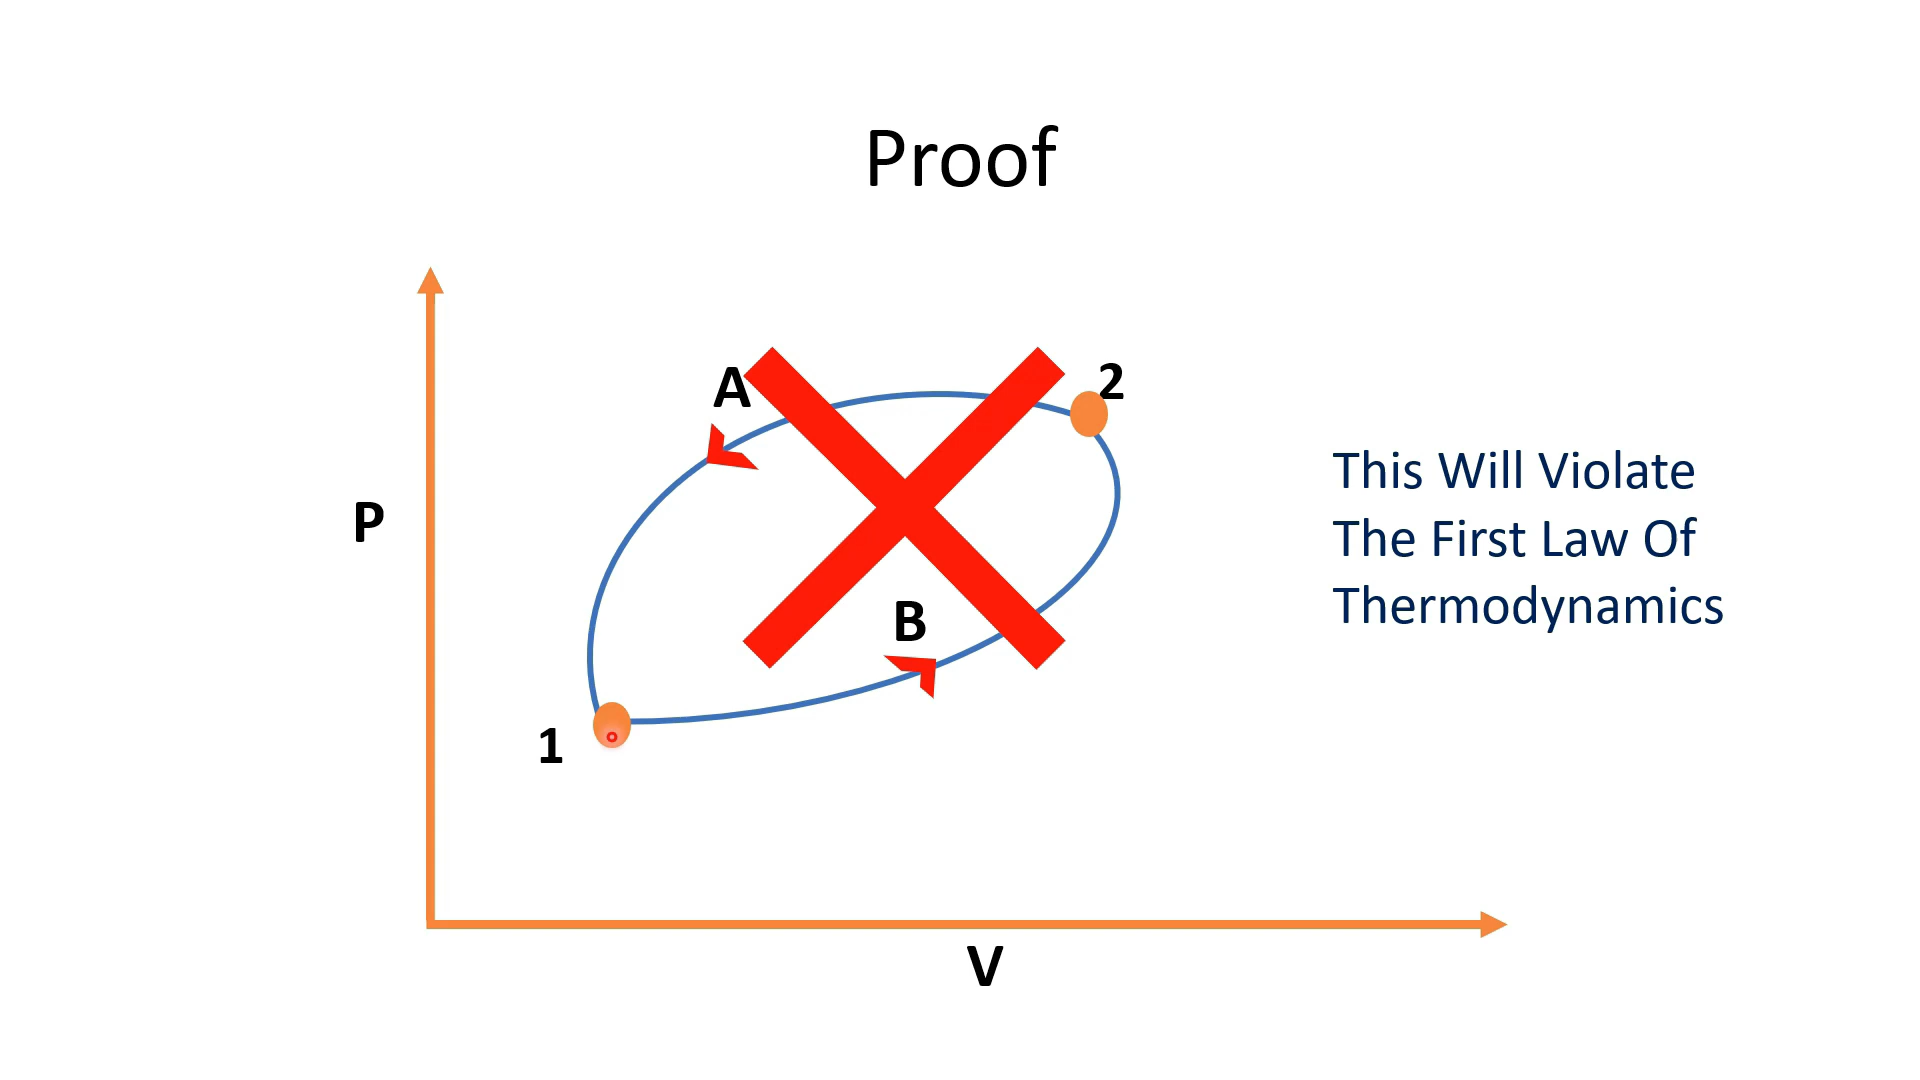 Proof
A
2
P
This Will Violate
The First Law Of
Thermodynamics
B
1
V